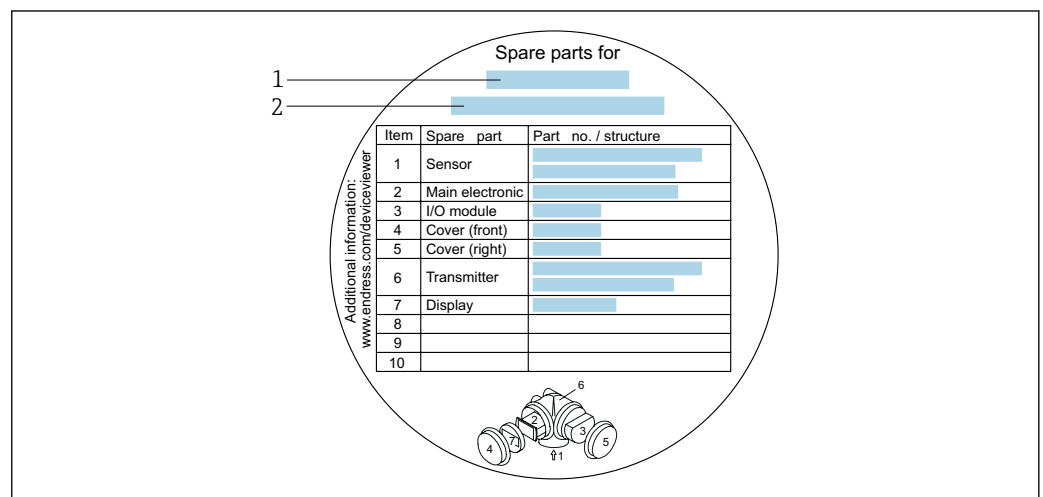 Spare parts for
1
2
Item Spare part Part no. / structure
1 Sensor
2 Main electronic
3 I/O module
4 Cover (front)
5 Cover (right)
6 Transmitter
7 Display
8
9
10
Additional information:
www.endress.com/deviceviewer
6
2
3
7
4
5
1